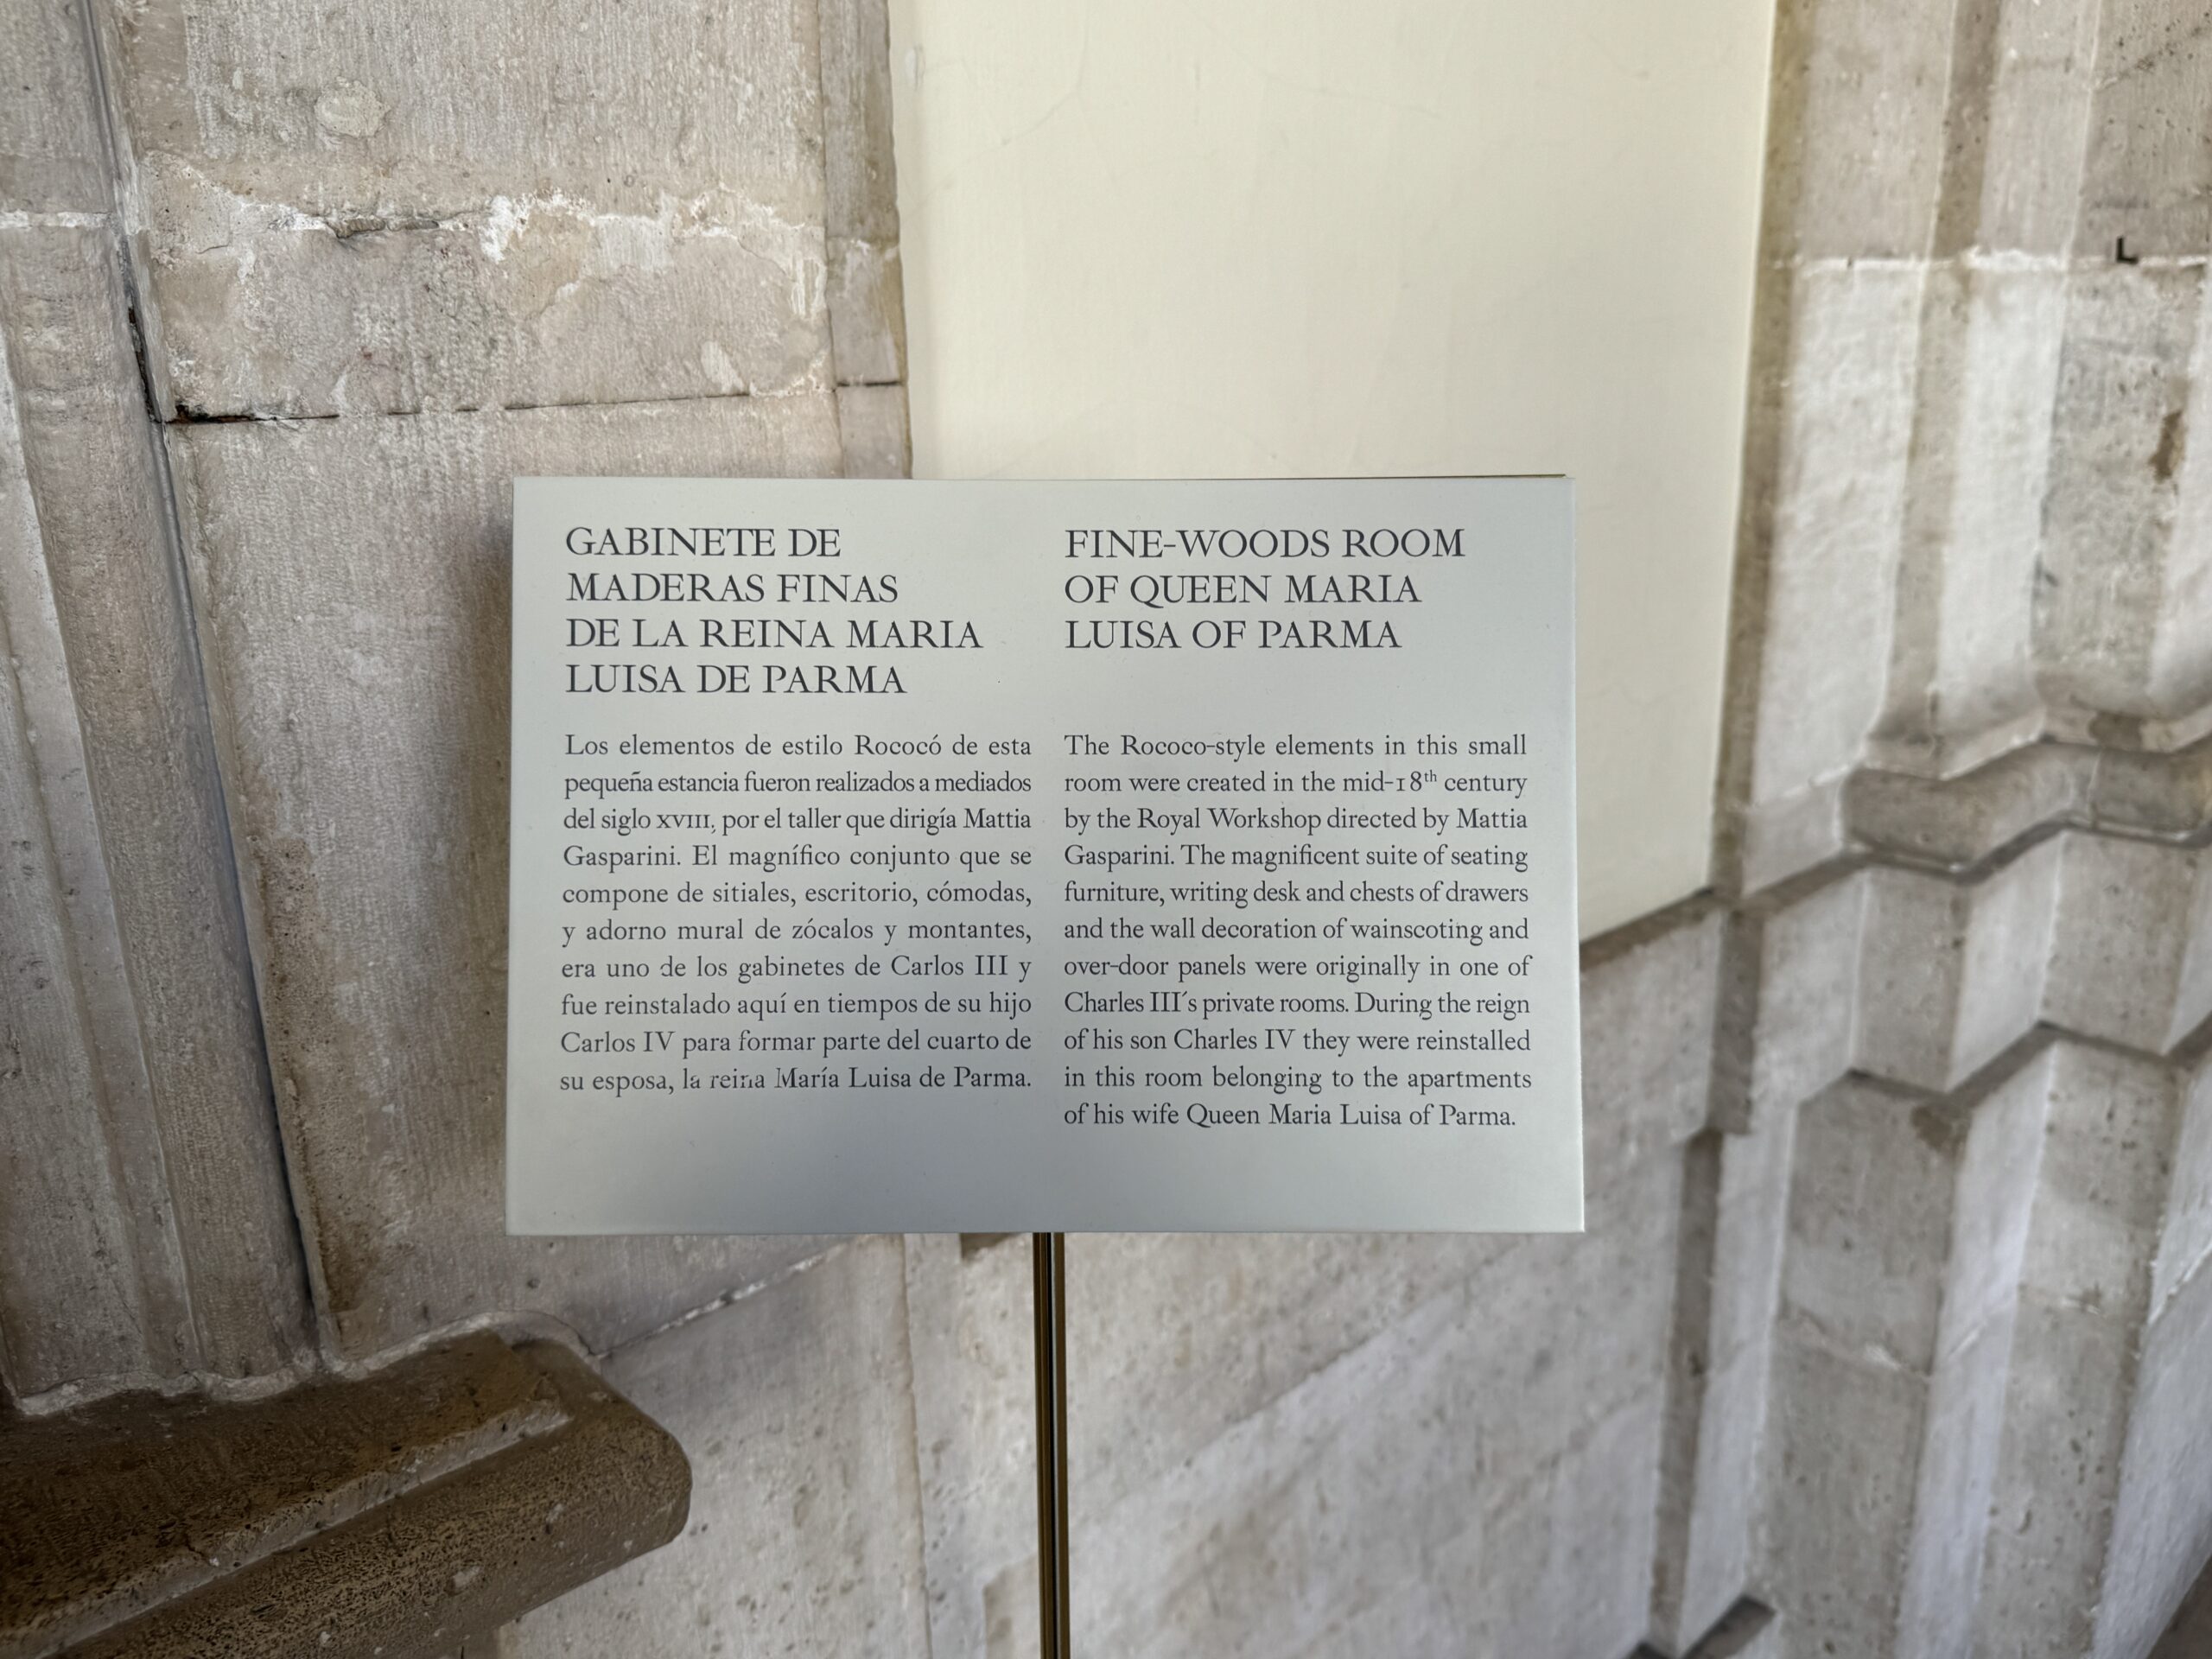 GABINETE DE
MADERAS FINAS
DE LA REINA MARIA
LUISA DE PARMA
Los elementos de estilo Rococó de esta
pequeña estancia fueron realizados a mediados
del siglo XVIII, por el taller que dirigía Mattia
Gasparini. El magnífico conjunto que se
compone de sitiales, escritorio, cómodas,
y adorno mural de zócalos y montantes,
era uno de los gabinetes de Carlos III y
fue reinstalado aquí en tiempos de su hijo
Carlos IV para formar parte del cuarto de
su esposa, la reina María Luisa de Parma.
FINE-WOODS ROOM
OF QUEEN MARIA
LUISA OF PARMA
The Rococo-style elements in this small
room were created in the mid-18th century
by the Royal Workshop directed by Mattia
Gasparini. The magnificent suite of seating
furniture, writing desk and chests of drawers
and the wall decoration of wainscoting and
over-door panels were originally in one of
Charles III´s private rooms. During the reign
of his son Charles IV they were reinstalled
in this room belonging to the apartments
of his wife Queen Maria Luisa of Parma.